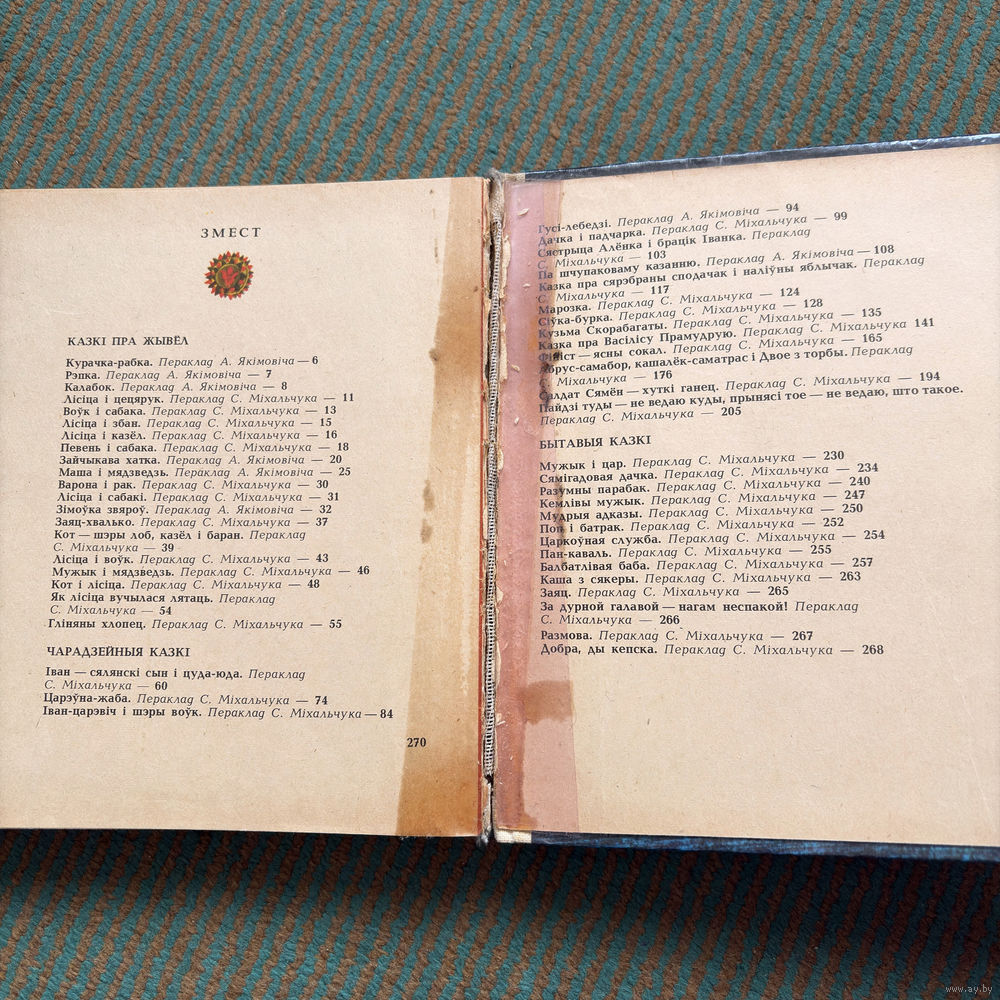 ЗМЕСТ
КАЗКІ ПРА ЖЫВЁЛ
Курачка-рабка. Пераклад А. Якімовіча — 6
Рэпка. Пераклад А. Якімовіча — 7
Калабок. Пераклад А. Якімовіча — 8
Лісіца і цецярук. Пераклад С. Міхальчука — 11
Воўк і сабака. Пераклад С. Міхальчука — 13
Лісіца і збан. Пераклад С. Міхальчука — 15
Лісіца і казёл. Пераклад С. Міхальчука — 16
Певень і сабака. Пераклад С. Міхальчука — 18
Зайчыкава хатка. Пераклад А. Якімовіча — 20
Маша і мядзведзь. Пераклад А. Якімовіча — 25
Варона і рак. Пераклад С. Міхальчука — 30
Лісіца і сабакі. Пераклад С. Міхальчука — 31
Зімоўка звяроў. Пераклад А. Якімовіча — 32
Заяц-хвалько. Пераклад С. Міхальчука — 37
Кот — шэры лоб, казёл і баран. Пераклад
С. Міхальчука — 39
Лісіца і воўк. Пераклад С. Міхальчука — 43
Мужык і мядзведзь. Пераклад С. Міхальчука — 46
Кот і лісіца. Пераклад С. Міхальчука — 48
Як лісіца вучылася лятаць. Пераклад
С. Міхальчука — 54
Гліняны хлопец. Пераклад С. Міхальчука — 55
ЧАРАДЗЕЙНЫЯ КАЗКІ
Іван — сялянскі сын і цуда-юда. Пераклад
С. Міхальчука — 60
Царэўна-жаба. Пераклад С. Міхальчука — 74
Іван-царэвіч і шэры воўк. Пераклад С. Міхальчука — 84
270
Гусі-лебедзі. Пераклад А. Якімовіча — 94
Дачка і падчарка. Пераклад С. Міхальчука — 99
Сястрыца Алёнка і брацік Іванка. Пераклад
С. Міхальчука — 103
Па шчупаковаму казанню. Пераклад А. Якімовіча — 108
Казка пра сярэбраны сподачак і наліўны яблычак. Пераклад
С. Міхальчука — 117
Марозка. Пераклад С. Міхальчука — 124
Сіўка-бурка. Пераклад С. Міхальчука — 128
Кузьма Скорабагаты. Пераклад С. Міхальчука — 135
Казка пра Васілісу Прамудрую. Пераклад С. Міхальчука 141
Фініст — ясны сокал. Пераклад С. Міхальчука — 165
Абрус-самабор, кашалёк-саматрас і Двое з торбы. Пераклад
С. Міхальчука — 176
Салдат Сямён — хуткі ганец. Пераклад С. Міхальчука — 194
Пайдзі туды — не ведаю куды, прынясі тое — не ведаю, што такое.
Пераклад С. Міхальчука — 205
БЫТАВЫЯ КАЗКІ
Мужык і цар. Пераклад С. Міхальчука — 230
Сямігадовая дачка. Пераклад С. Міхальчука — 234
Разумны парабак. Пераклад С. Міхальчука — 240
Кемлівы мужык. Пераклад С. Міхальчука — 247
Мудрыя адказы. Пераклад С. Міхальчука — 250
Поп і батрак. Пераклад С. Міхальчука — 252
Царкоўная служба. Пераклад С. Міхальчука — 254
Пан-каваль. Пераклад С. Міхальчука — 255
Балбатлівая баба. Пераклад С. Міхальчука — 257
Каша з сякеры. Пераклад С. Міхальчука — 263
Заяц. Пераклад С. Міхальчука — 265
За дурной галавой — нагам неспакой! Пераклад
С. Міхальчука — 266
Размова. Пераклад С. Міхальчука — 267
Добра, ды кепска. Пераклад С. Міхальчука — 268
www.ay.by